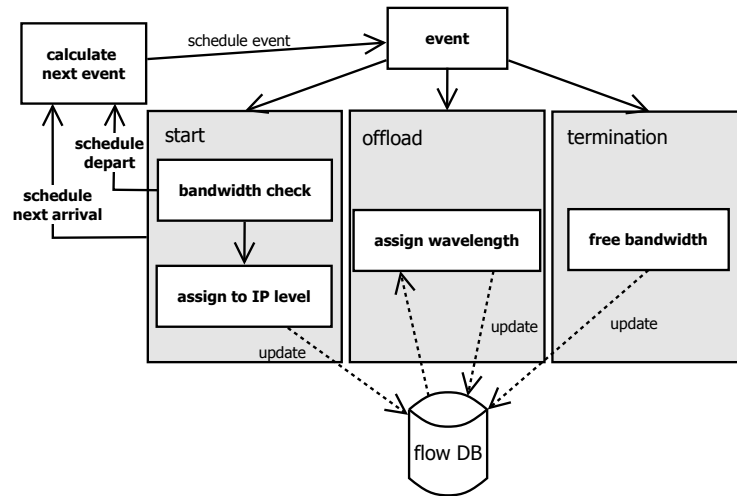 calculate
next event
schedule event
event
start
offload
termination
schedule
depart
bandwidth check
schedule
next arrival
assign wavelength
free bandwidth
assign to IP level
update
update
update
flow DB